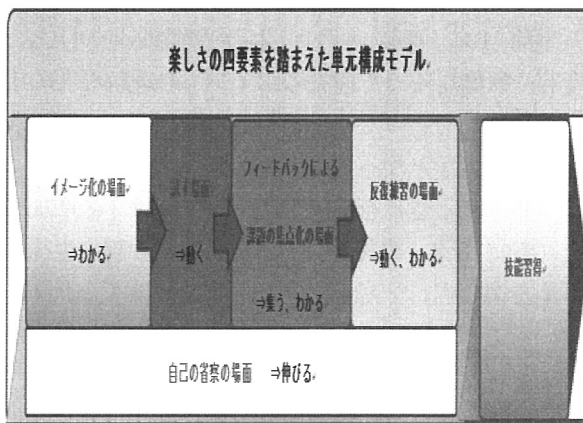 楽しさの四要素を踏まえた単元構成モデル
イメージ化の場面
⇒わかる
試す場面
⇒動く
フィードバックによる
課題の焦点化の場面
⇒集う、わかる
反復練習の場面
⇒動く、わかる
技能習得
自己の省察の場面　⇒伸びる